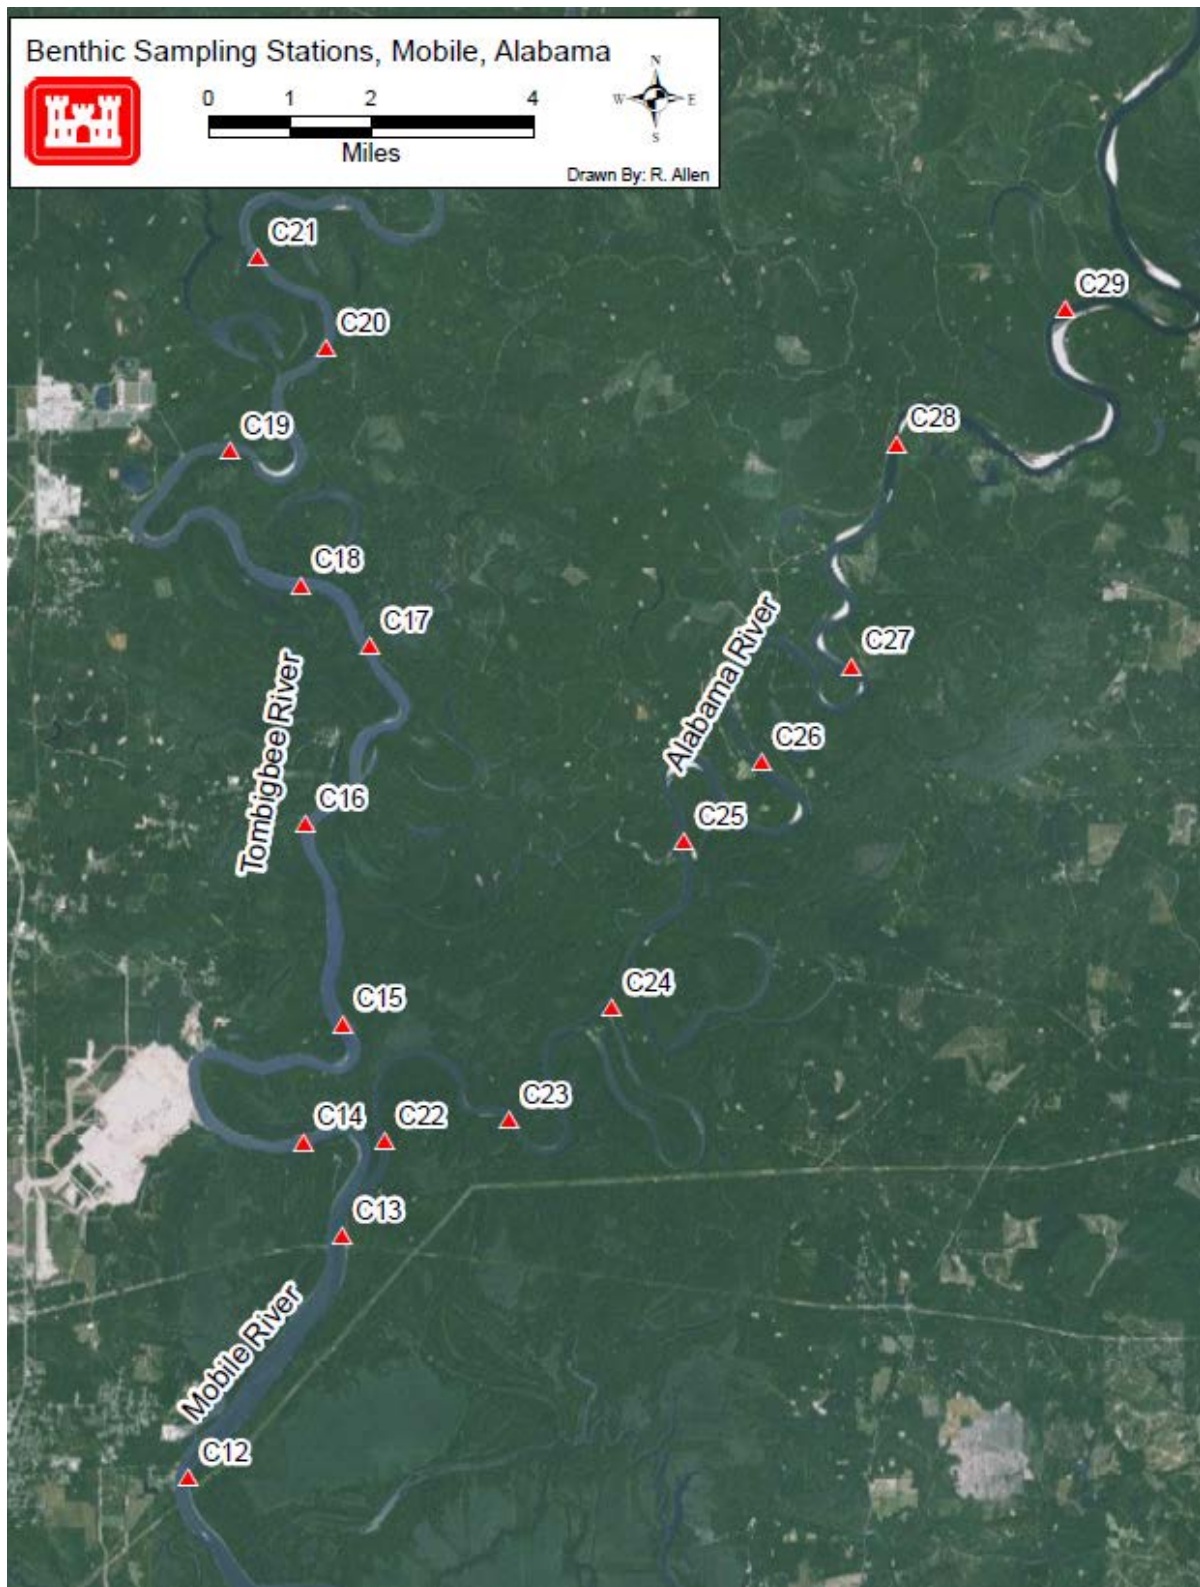 Benthic Sampling Stations, Mobile, Alabama
0 1 2 4
Miles
N
W E
S
Drawn By: R. Allen
C21
C29
C20
C28
C19
C18
C17
C27
Alabama River
Tombigbee River
C26
C16
C25
C24
C15
C23
C14
C22
C13
Mobile River
C12